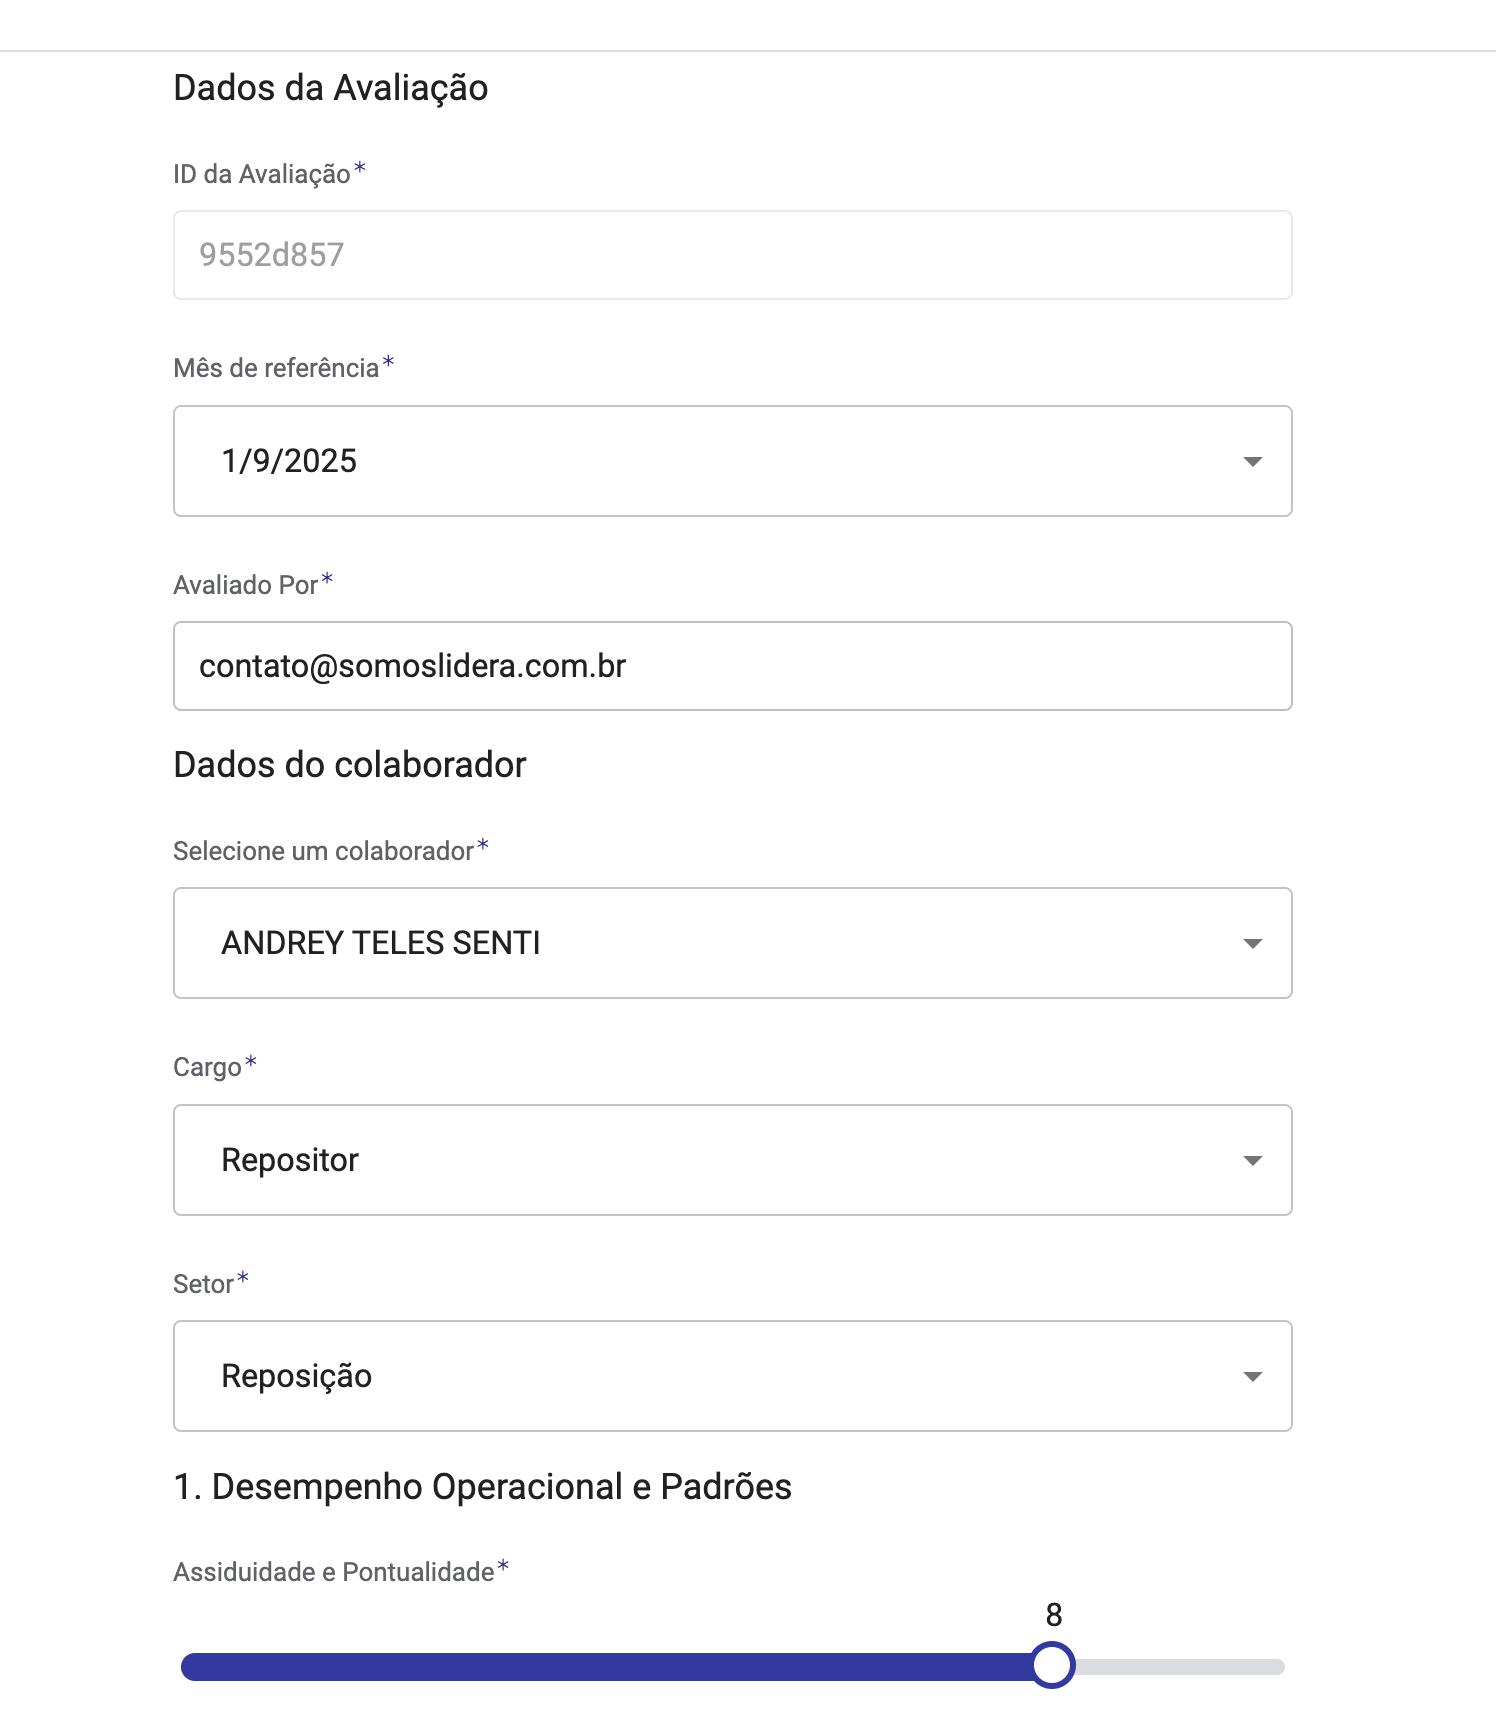 Dados da Avaliação
ID da Avaliação*
9552d857
Mês de referência*
1/9/2025
Avaliado Por*
contato@somoslidera.com.br
Dados do colaborador
Selecione um colaborador*
ANDREY TELES SENTI
Cargo*
Repositor
Setor*
Reposição
1. Desempenho Operacional e Padrões
Assiduidade e Pontualidade*
8